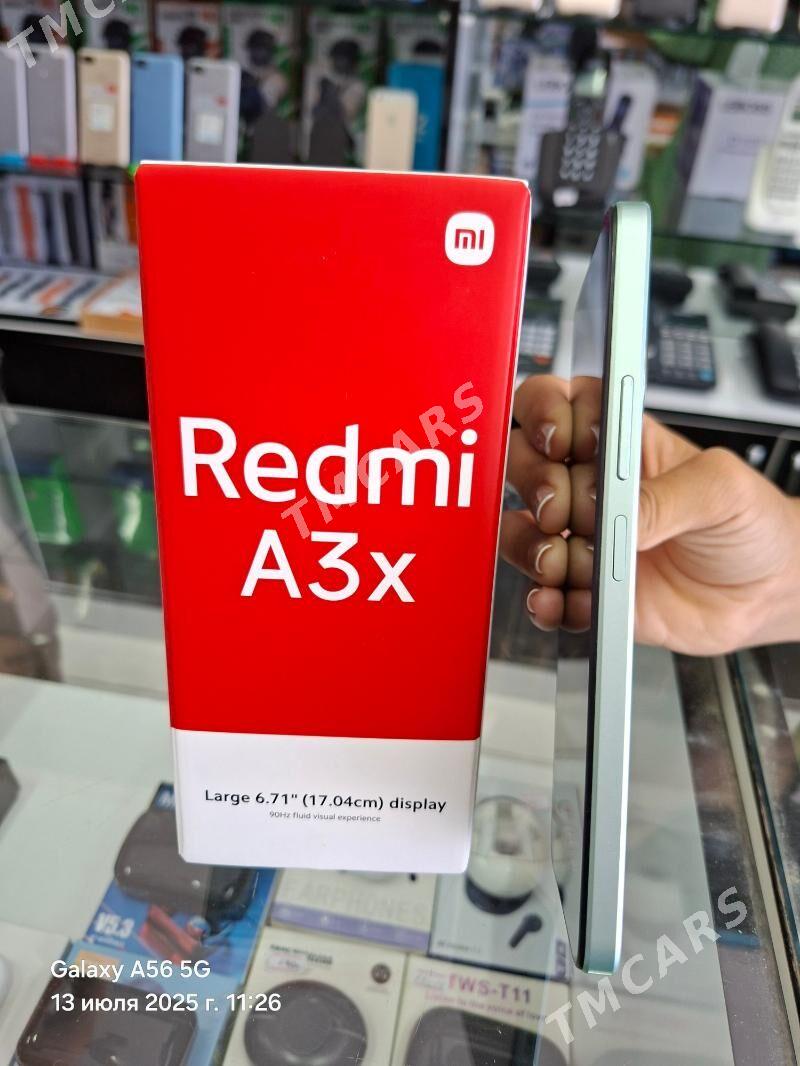 TMCARS
mi
Redmi
A3x
TMCARS
Large 6.71" (17.04cm) display
90Hz fluid visual experience
V5.3
EARPHONES
TWS-T11
Galaxy A56 5G
13 июля 2025 г. 11:26
TMCARS